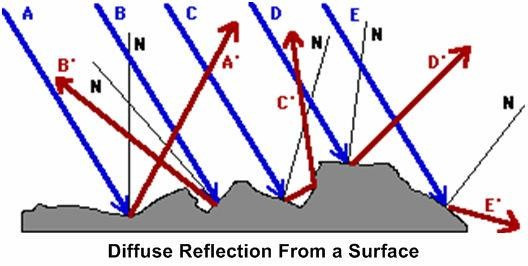 A B C D E
N N N N N
B' A' C' D' E'
Diffuse Reflection From a Surface